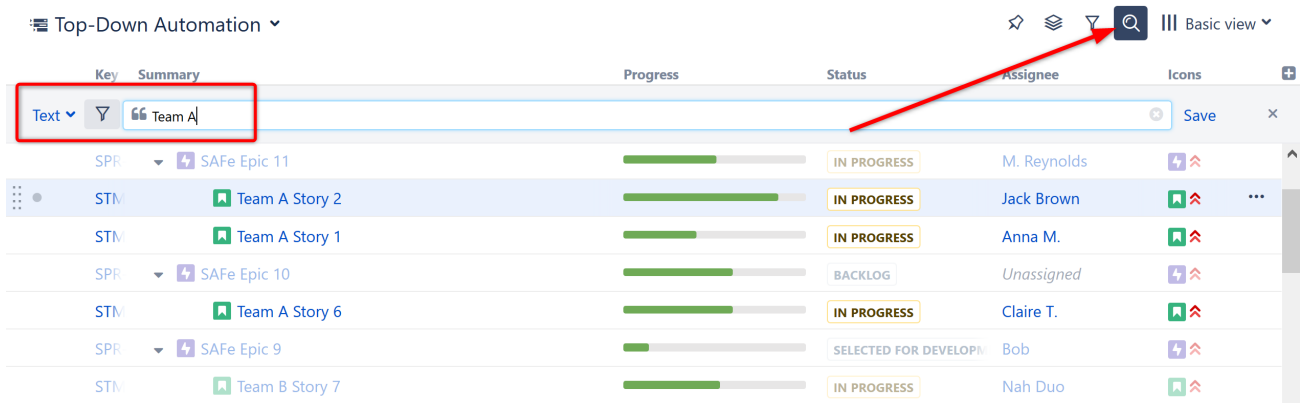 Top-Down Automation Basic view
Key Summary Progress Status Assignee Icons
Text Team A Save
SPR SAFe Epic 11 IN PROGRESS M. Reynolds
STM Team A Story 2 IN PROGRESS Jack Brown
STM Team A Story 1 IN PROGRESS Anna M.
SPR SAFe Epic 10 BACKLOG Unassigned
STM Team A Story 6 IN PROGRESS Claire T.
SPR SAFe Epic 9 SELECTED FOR DEVELOPM Bob
STM Team B Story 7 IN PROGRESS Nah Duo